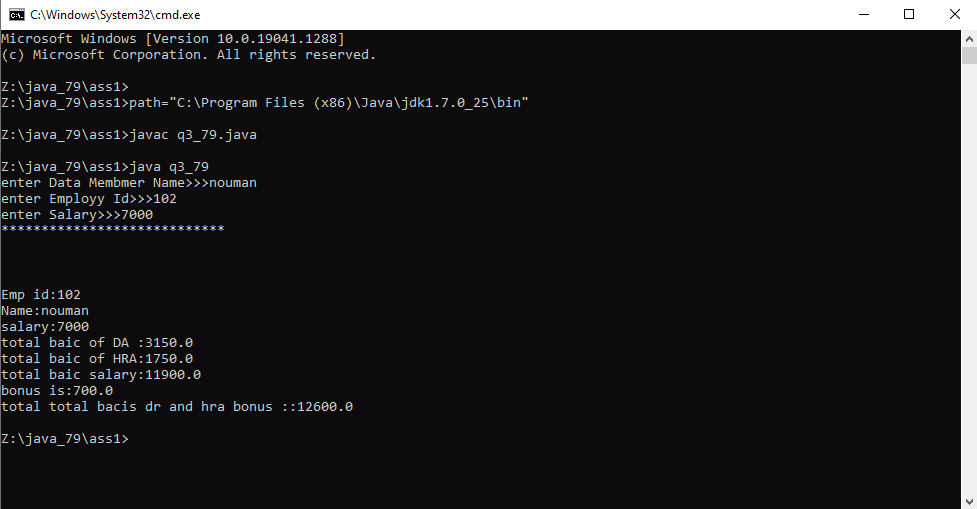 C:\Windows\System32\cmd.exe
Microsoft Windows [Version 10.0.19041.1288]
(c) Microsoft Corporation. All rights reserved.
Z:\java_79\ass1>
Z:\java_79\ass1>path="C:\Program Files (x86)\Java\jdk1.7.0_25\bin"
Z:\java_79\ass1>javac q3_79.java
Z:\java_79\ass1>java q3_79
enter Data Membmer Name>>>nouman
enter Employy Id>>>102
enter Salary>>>7000
****************************
Emp id:102
Name:nouman
salary:7000
total baic of DA :3150.0
total baic of HRA:1750.0
total baic salary:11900.0
bonus is:700.0
total total bacis dr and hra bonus ::12600.0
Z:\java_79\ass1>